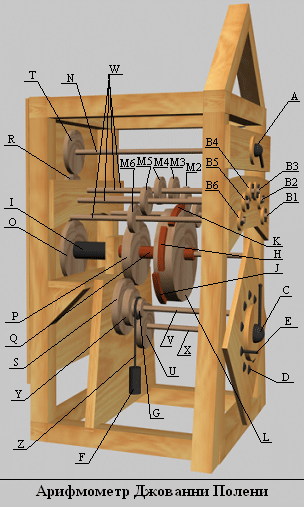 T N W
A
R
M6 M5 M4 M3 M2
B4 B3
B5 B2
B6 B1
I
O
K
H
J
C
P
Q
E
S
Y
V X
U
D
Z
G
F
L
Арифмометр Джованни Полени